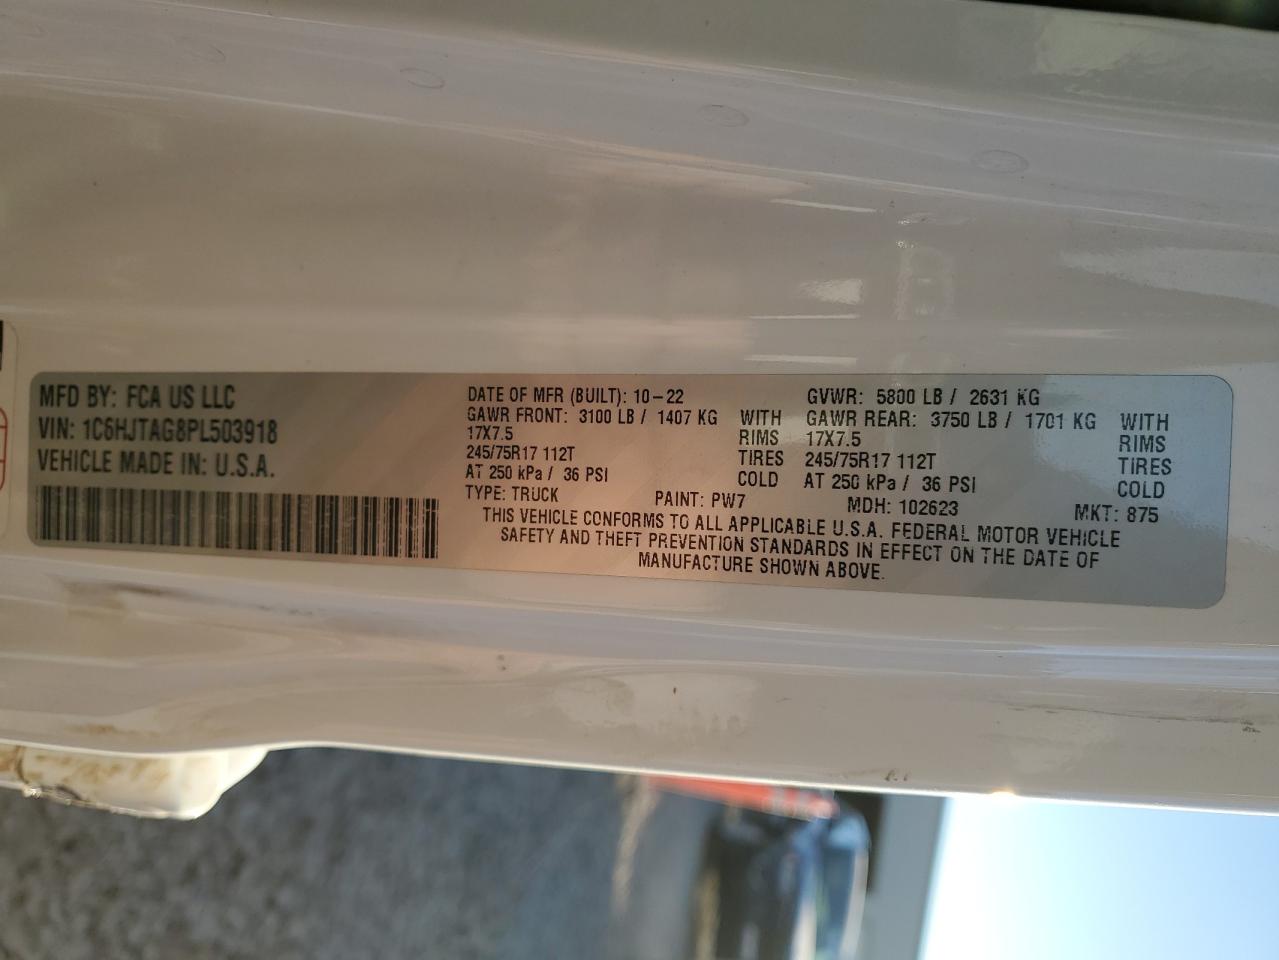 MFD BY: FCA US LLC
VIN: 1C6HJTAG8PL503918
VEHICLE MADE IN: U.S.A.
DATE OF MFR (BUILT): 10-22
GVWR: 5800 LB / 2631 KG
GAWR FRONT: 3100 LB / 1407 KG WITH
17X7.5 RIMS
245/75R17 112T TIRES
AT 250 kPa / 36 PSI COLD
GAWR REAR: 3750 LB / 1701 KG WITH
17X7.5 RIMS
245/75R17 112T TIRES
AT 250 kPa / 36 PSI COLD
TYPE: TRUCK PAINT: PW7 MDH: 102623 MKT: 875
THIS VEHICLE CONFORMS TO ALL APPLICABLE U.S.A. FEDERAL MOTOR VEHICLE
SAFETY AND THEFT PREVENTION STANDARDS IN EFFECT ON THE DATE OF
MANUFACTURE SHOWN ABOVE.